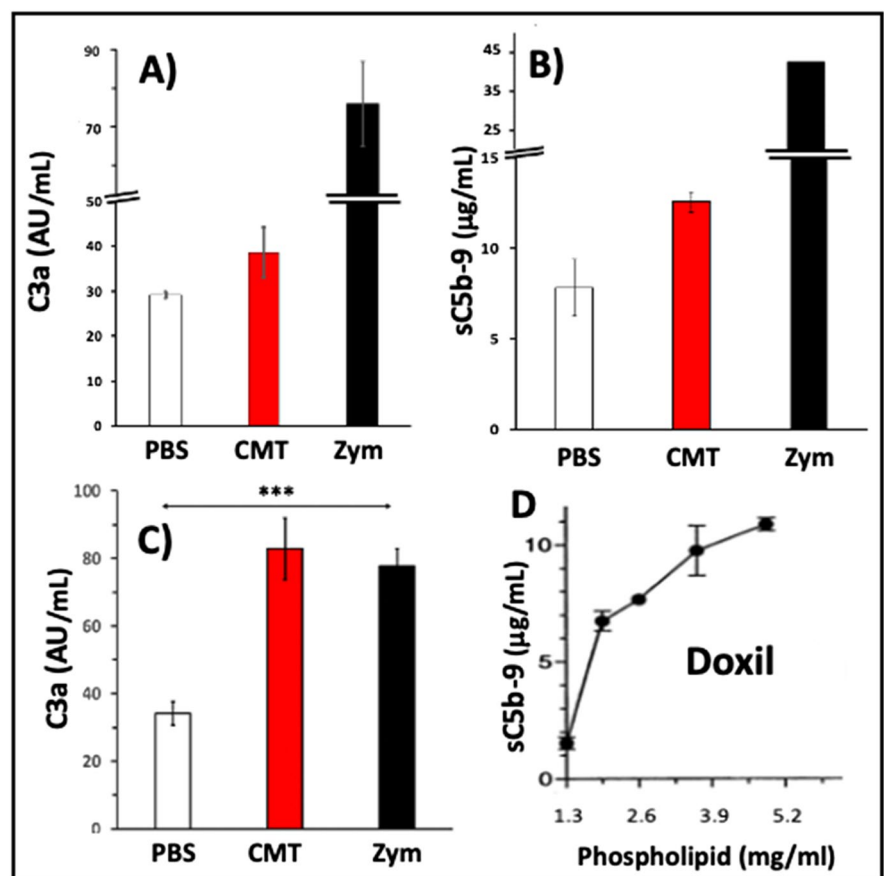 A)
C3a (AU/mL)
90
70
50
40
30
20
10
0
PBS CMT Zym
B)
sC5b-9 (µg/mL)
45
35
25
15
10
5
0
PBS CMT Zym
C)
***
C3a (AU/mL)
100
80
60
40
20
0
PBS CMT Zym
D
sC5b-9 (µg/mL)
10
5
0
Doxil
1.3 2.6 3.9 5.2
Phospholipid (mg/ml)